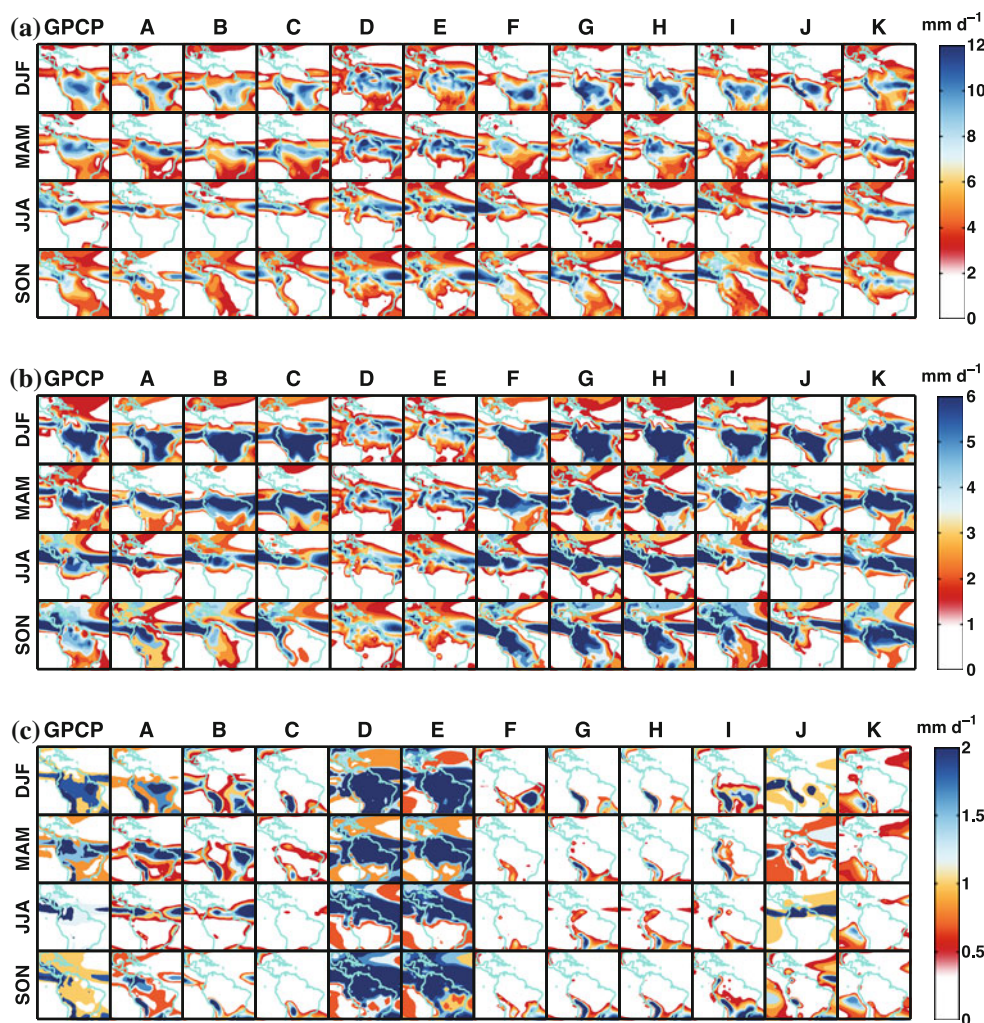 (a) GPCP A B C D E F G H I J K mm d⁻¹
DJF
MAM
JJA
SON
12
10
8
6
4
2
0
(b) GPCP A B C D E F G H I J K mm d⁻¹
DJF
MAM
JJA
SON
6
5
4
3
2
1
0
(c) GPCP A B C D E F G H I J K mm d⁻¹
DJF
MAM
JJA
SON
2
1.5
1
0.5
0